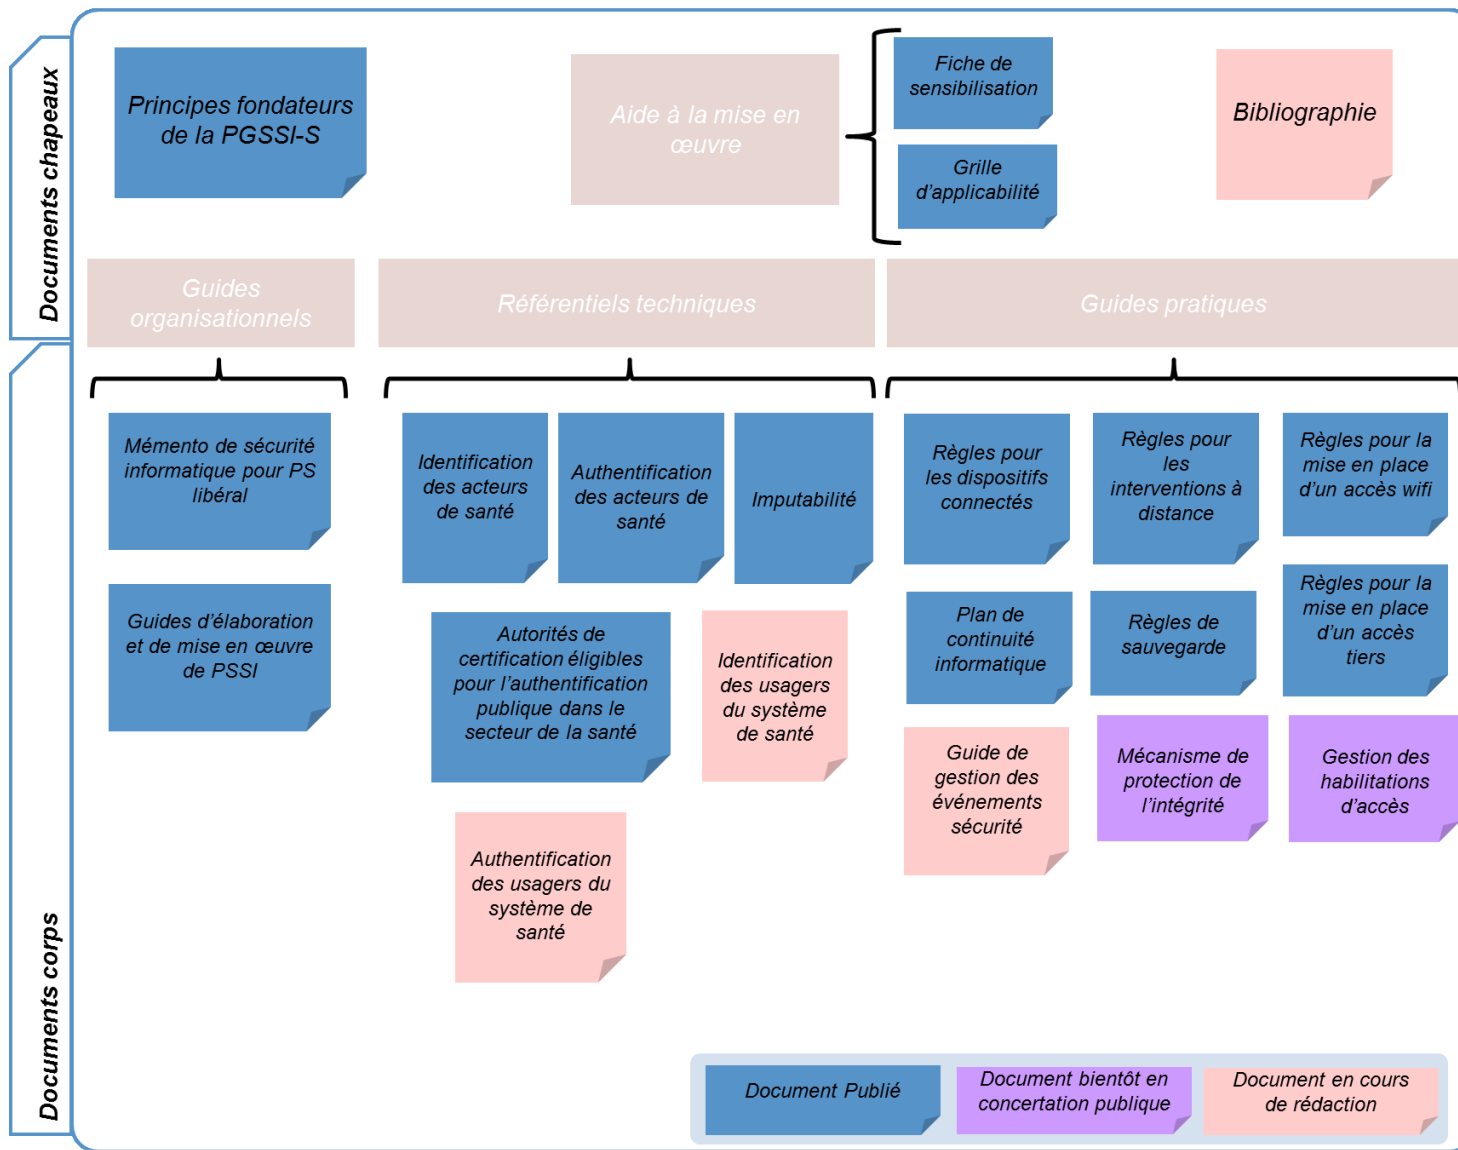 Documents chapeaux
Principes fondateurs
de la PGSSI-S
Aide à la mise en
œuvre
Fiche de
sensibilisation
Grille
d'applicabilité
Bibliographie
Guides
organisationnels
Référentiels techniques
Guides pratiques
Documents corps
Mémento de sécurité
informatique pour PS
libéral
Guides d'élaboration
et de mise en œuvre
de PSSI
Identification
des acteurs
de santé
Authentification
des acteurs de
santé
Imputabilité
Autorités de
certification éligibles
pour l'authentification
publique dans le
secteur de la santé
Identification
des usagers
du système
de santé
Authentification
des usagers du
système de
santé
Règles pour
les dispositifs
connectés
Règles pour
les
interventions à
distance
Règles pour la
mise en place
d'un accès wifi
Plan de
continuité
informatique
Règles de
sauvegarde
Règles pour la
mise en place
d'un accès
tiers
Guide de
gestion des
événements
sécurité
Mécanisme de
protection de
l'intégrité
Gestion des
habilitations
d'accès
Document Publié
Document bientôt en
concertation publique
Document en cours
de rédaction